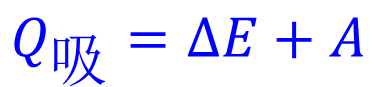 Q吸 = ΔE + A